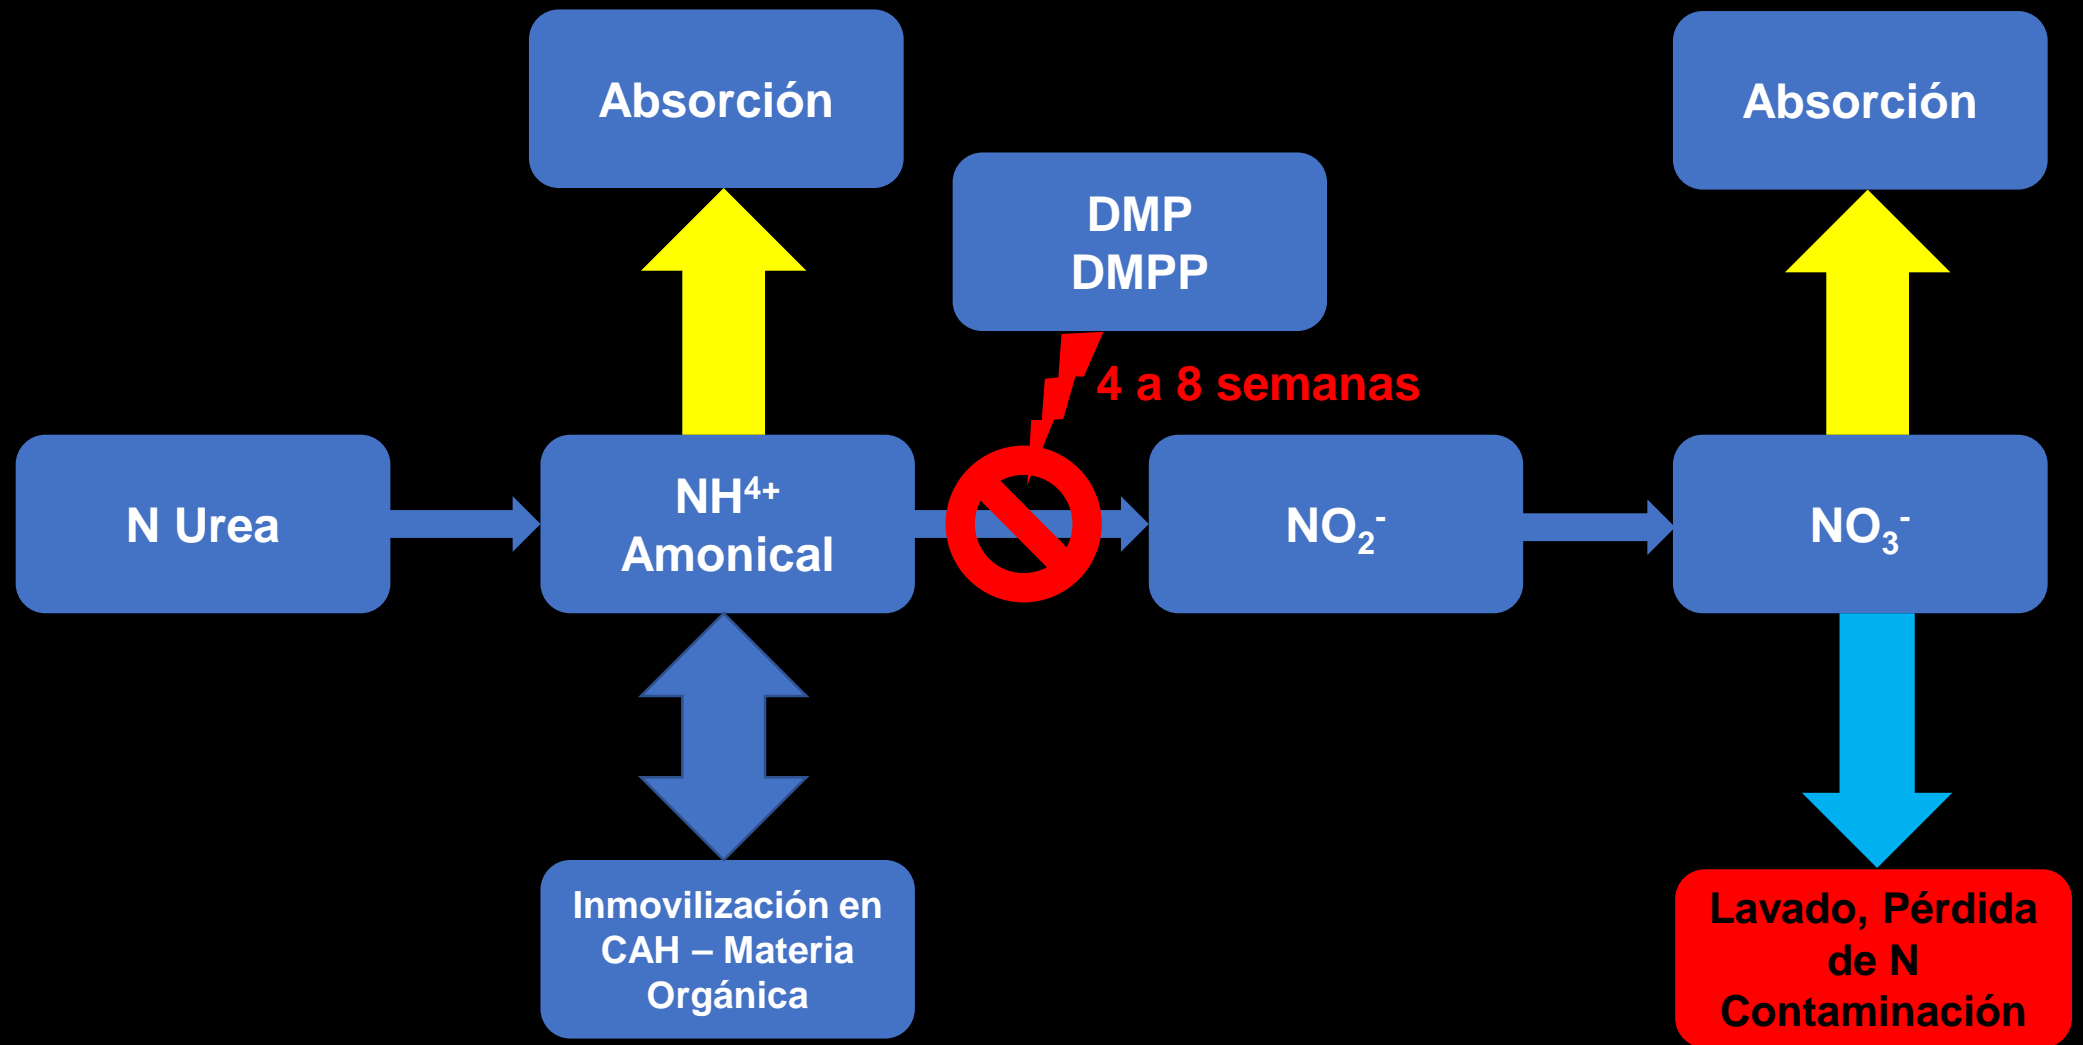 Absorción
Absorción
DMP
DMPP
4 a 8 semanas
N Urea
NH⁴⁺
Amonical
NO₂⁻
NO₃⁻
Inmovilización en
CAH – Materia
Orgánica
Lavado, Pérdida
de N
Contaminación